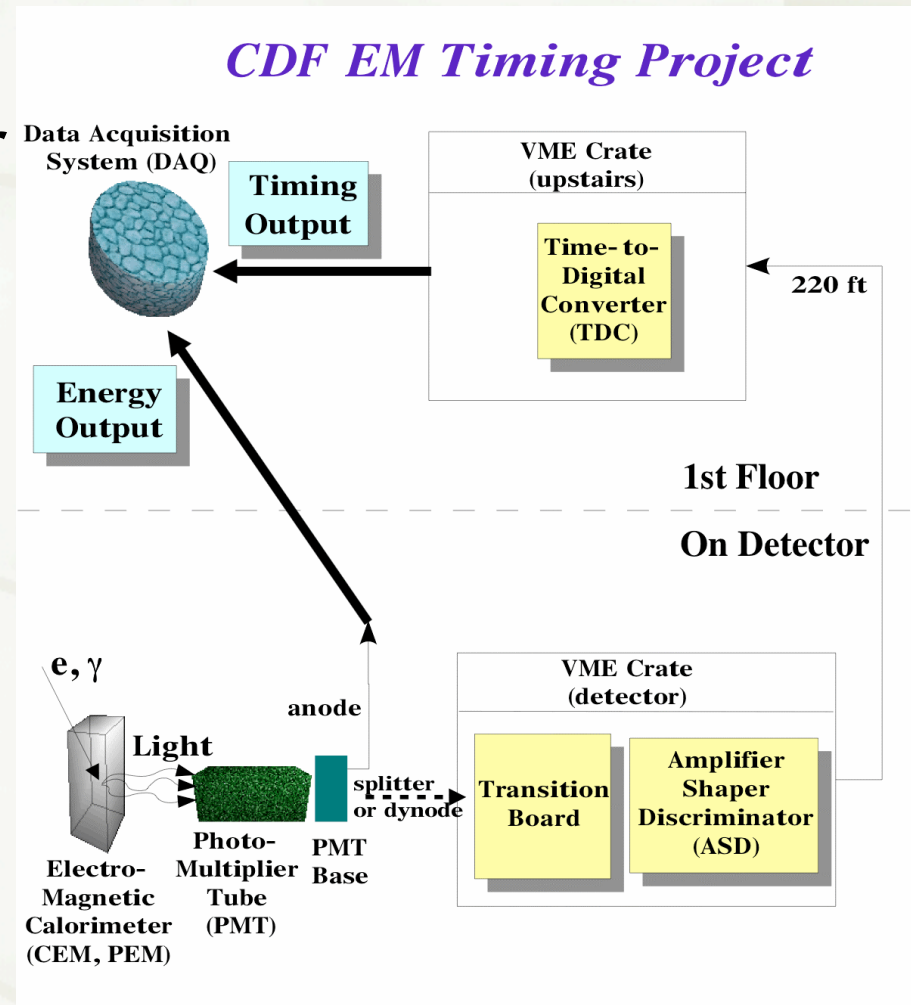 CDF EM Timing Project
Data Acquisition
System (DAQ)
Timing
Output
VME Crate
(upstairs)
Time- to-
Digital
Converter
(TDC)
220 ft
Energy
Output
1st Floor
On Detector
e, γ
Light
anode
splitter
or dynode
VME Crate
(detector)
Transition
Board
Amplifier
Shaper
Discriminator
(ASD)
Electro-
Magnetic
Calorimeter
(CEM, PEM)
Photo-
Multiplier
Tube
(PMT)
PMT
Base